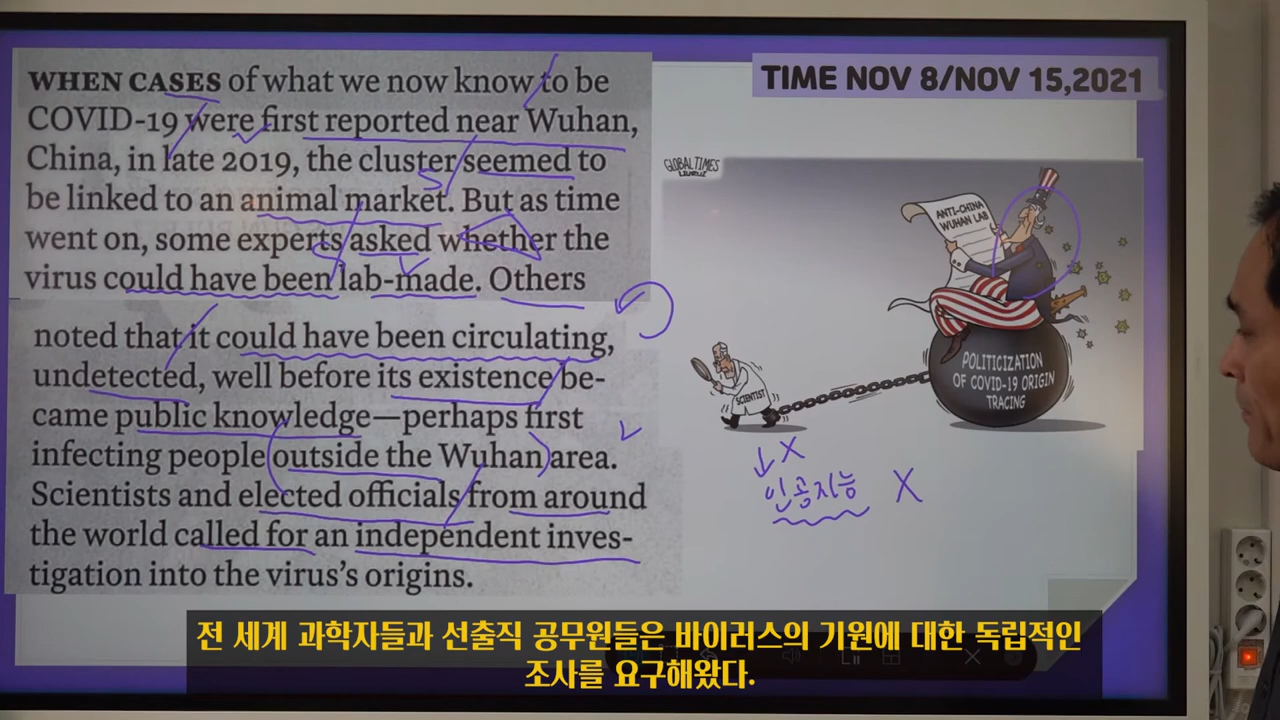 TIME NOV 8/NOV 15,2021
WHEN CASES of what we now know to be
COVID-19 were first reported near Wuhan,
China, in late 2019, the cluster seemed to
be linked to an animal market. But as time
went on, some experts asked whether the
virus could have been lab-made. Others
noted that it could have been circulating,
undetected, well before its existence be-
came public knowledge—perhaps first
infecting people outside the Wuhan area.
Scientists and elected officials from around
the world called for an independent inves-
tigation into the virus's origins.
GLOBAL TIMES
ANTI-CHINA
WUHAN LAB
SCIENTIST
POLITICIZATION
OF COVID-19 ORIGIN
TRACING
인공지능
전 세계 과학자들과 선출직 공무원들은 바이러스의 기원에 대한 독립적인
조사를 요구해왔다.